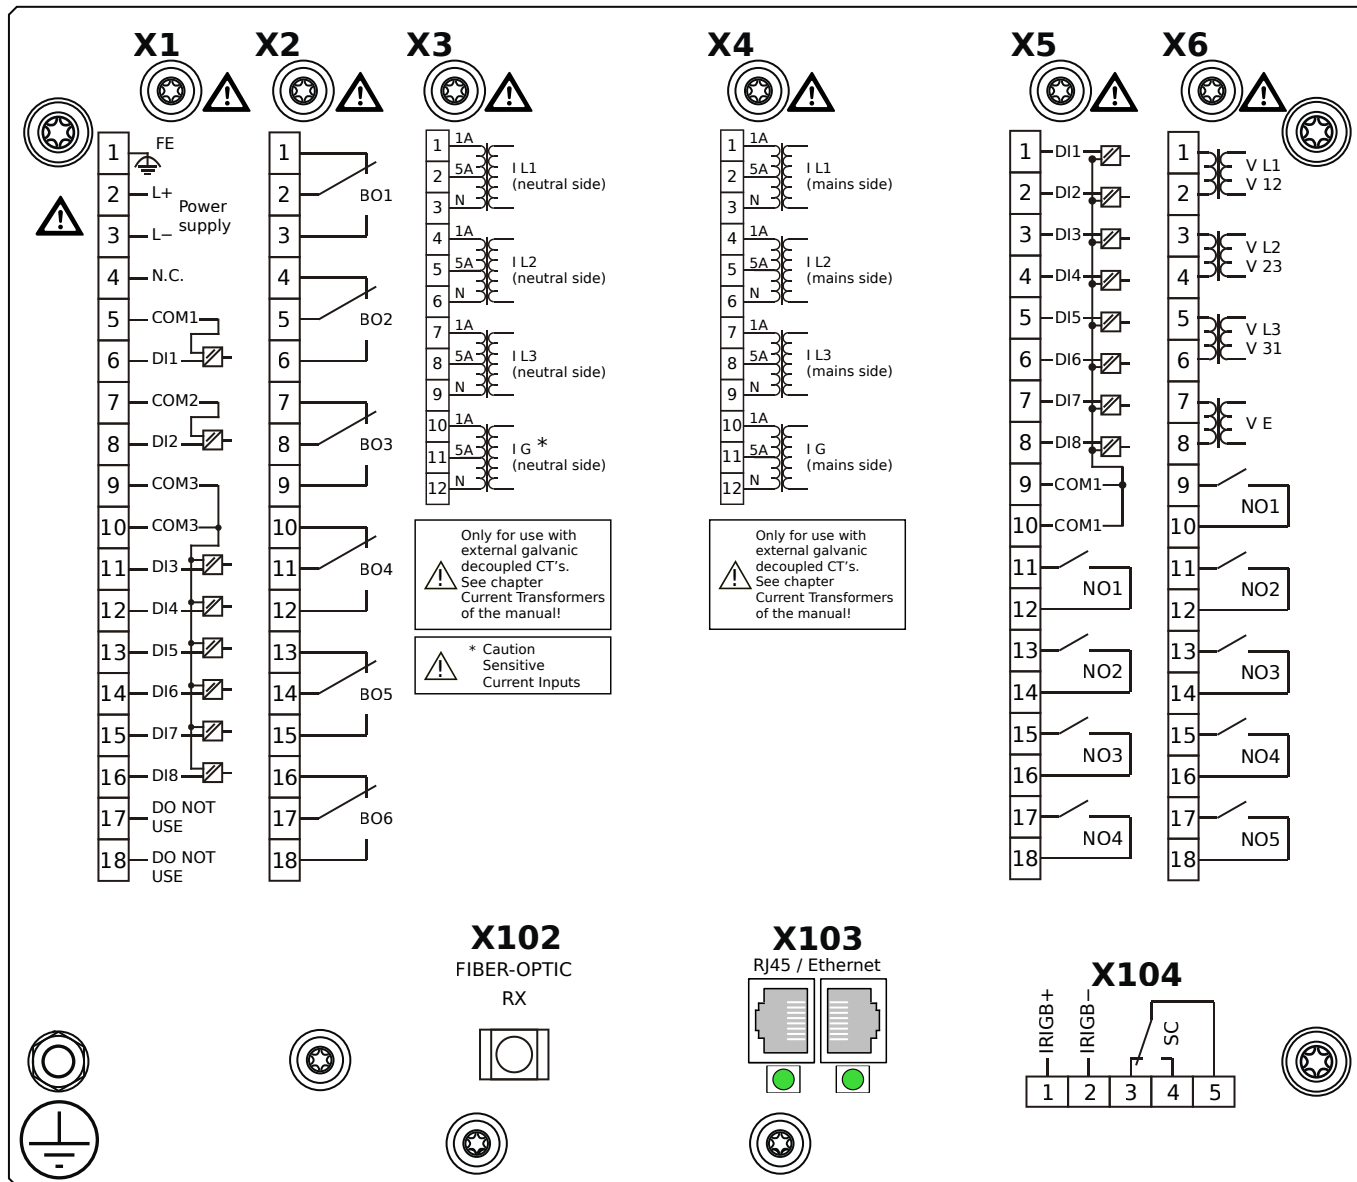 X1
X2
X3
X4
X5
X6
1
FE
2
L+
Power
supply
3
L−
4
N.C.
5
COM1
6
DI1
7
COM2
8
DI2
9
COM3
10
COM3
11
DI3
12
DI4
13
DI5
14
DI6
15
DI7
16
DI8
17
DO NOT
USE
18
DO NOT
USE
1
2
BO1
3
4
5
BO2
6
7
8
BO3
9
10
11
BO4
12
13
14
BO5
15
16
17
BO6
18
1
1A
2
5A
I L1
(neutral side)
3
N
4
1A
5
5A
I L2
(neutral side)
6
N
7
1A
8
5A
I L3
(neutral side)
9
N
10
1A
11
5A
I G *
(neutral side)
12
N
Only for use with
external galvanic
decoupled CT's.
See chapter
Current Transformers
of the manual!
* Caution
Sensitive
Current Inputs
1
1A
2
5A
I L1
(mains side)
3
N
4
1A
5
5A
I L2
(mains side)
6
N
7
1A
8
5A
I L3
(mains side)
9
N
10
1A
11
5A
I G
(mains side)
12
N
Only for use with
external galvanic
decoupled CT's.
See chapter
Current Transformers
of the manual!
1
DI1
2
DI2
3
DI3
4
DI4
5
DI5
6
DI6
7
DI7
8
DI8
9
COM1
10
COM1
11
NO1
12
13
NO2
14
15
NO3
16
17
NO4
18
1
V L1
V 12
2
3
V L2
V 23
4
5
V L3
V 31
6
7
V E
8
9
NO1
10
11
NO2
12
13
NO3
14
15
NO4
16
17
NO5
18
X102
FIBER-OPTIC
RX
X103
RJ45 / Ethernet
X104
IRIGB+
IRIGB−
SC
1
2
3
4
5